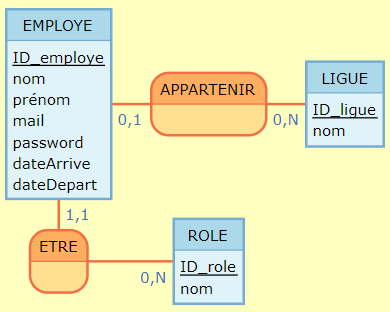 EMPLOYE
ID_employe
nom
prénom
mail
password
dateArrive
dateDepart
0,1
APPARTENIR
0,N
LIGUE
ID_ligue
nom
1,1
ETRE
0,N
ROLE
ID_role
nom